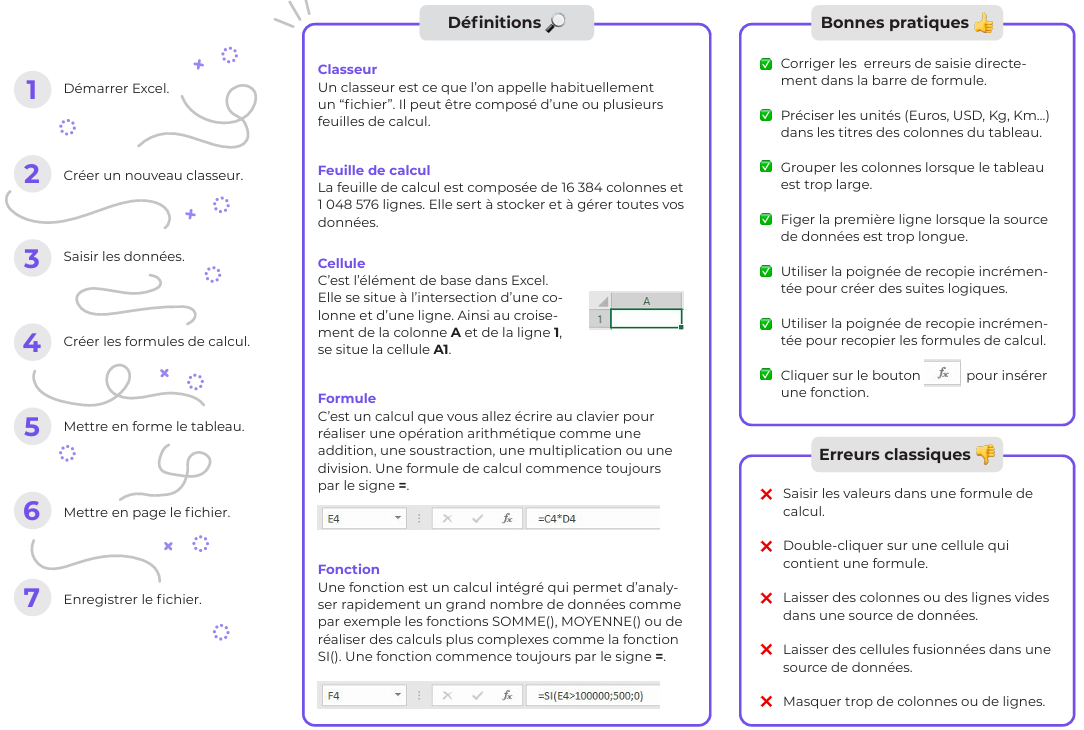 1
Démarrer Excel.
2
Créer un nouveau classeur.
3
Saisir les données.
4
Créer les formules de calcul.
5
Mettre en forme le tableau.
6
Mettre en page le fichier.
7
Enregistrer le fichier.
Définitions
Classeur
Un classeur est ce que l’on appelle habituellement
un “fichier”. Il peut être composé d’une ou plusieurs
feuilles de calcul.
Feuille de calcul
La feuille de calcul est composée de 16 384 colonnes et
1 048 576 lignes. Elle sert à stocker et à gérer toutes vos
données.
Cellule
C’est l’élément de base dans Excel.
Elle se situe à l’intersection d’une co-
lonne et d’une ligne. Ainsi au croise-
ment de la colonne A et de la ligne 1,
se situe la cellule A1.
A
1
Formule
C’est un calcul que vous allez écrire au clavier pour
réaliser une opération arithmétique comme une
addition, une soustraction, une multiplication ou une
division. Une formule de calcul commence toujours
par le signe =.
E4 fx =C4*D4
Fonction
Une fonction est un calcul intégré qui permet d’analy-
ser rapidement un grand nombre de données comme
par exemple les fonctions SOMME(), MOYENNE() ou de
réaliser des calculs plus complexes comme la fonction
SI(). Une fonction commence toujours par le signe =.
F4 fx =SI(E4>100000;500;0)
Bonnes pratiques
Corriger les erreurs de saisie directe-
ment dans la barre de formule.
Préciser les unités (Euros, USD, Kg, Km...)
dans les titres des colonnes du tableau.
Grouper les colonnes lorsque le tableau
est trop large.
Figer la première ligne lorsque la source
de données est trop longue.
Utiliser la poignée de recopie incrémen-
tée pour créer des suites logiques.
Utiliser la poignée de recopie incrémen-
tée pour recopier les formules de calcul.
Cliquer sur le bouton fx pour insérer
une fonction.
Erreurs classiques
Saisir les valeurs dans une formule de
calcul.
Double-cliquer sur une cellule qui
contient une formule.
Laisser des colonnes ou des lignes vides
dans une source de données.
Laisser des cellules fusionnées dans une
source de données.
Masquer trop de colonnes ou de lignes.